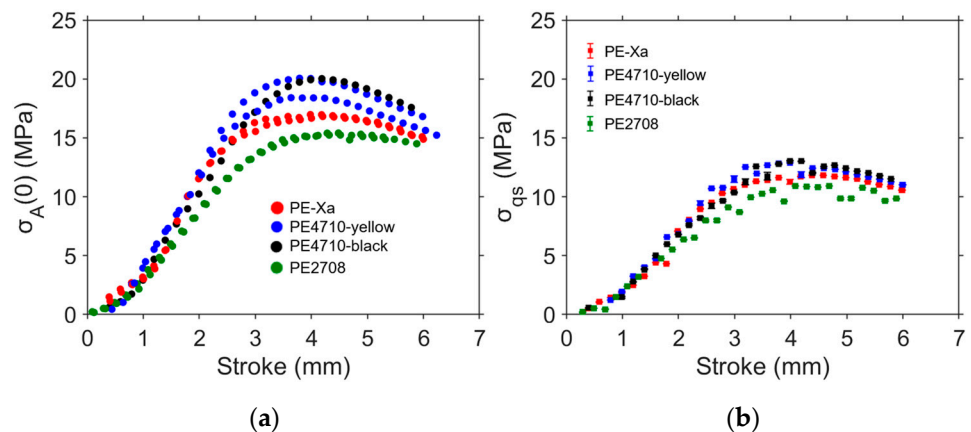 25
20
15
10
5
0
σA(0) (MPa)
0 1 2 3 4 5 6 7
Stroke (mm)
PE-Xa
PE4710-yellow
PE4710-black
PE2708
(a)
25
20
15
10
5
0
σqs (MPa)
PE-Xa
PE4710-yellow
PE4710-black
PE2708
0 1 2 3 4 5 6 7
Stroke (mm)
(b)